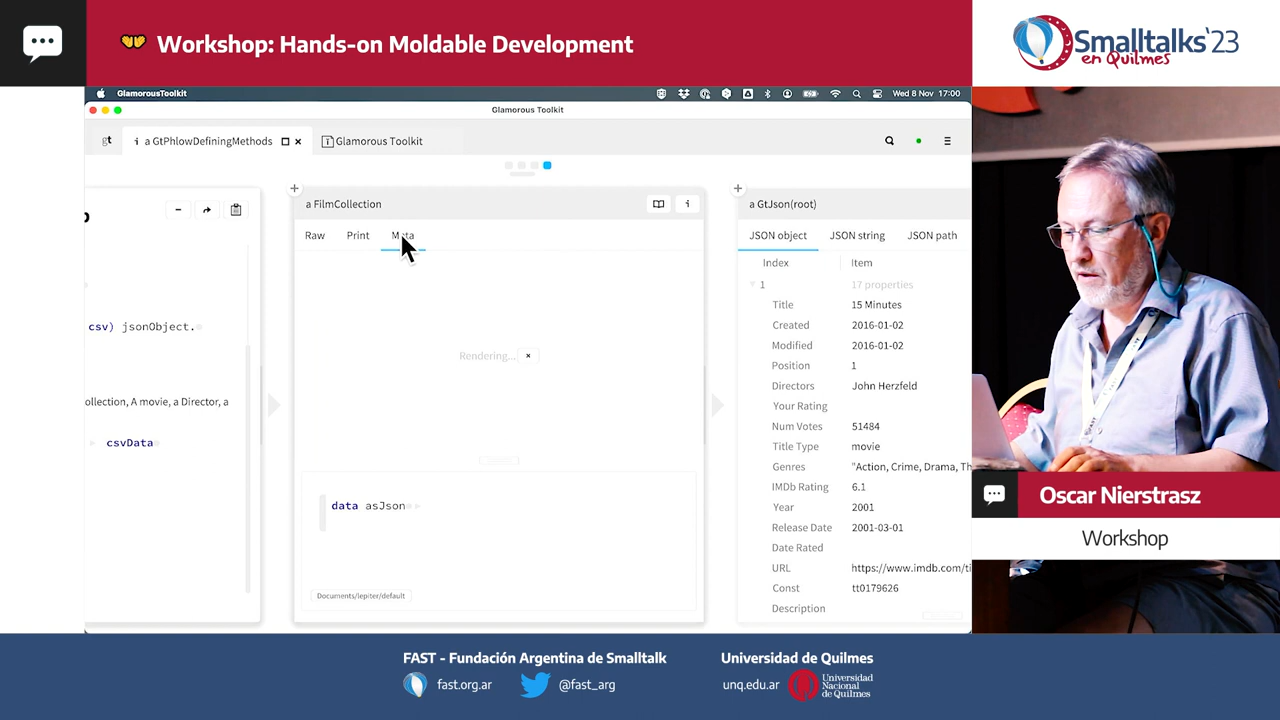 Workshop: Hands-on Moldable Development
Smalltalks'23
en Quilmes
GlamorousToolkit
Wed 8 Nov 17:00
Glamorous Toolkit
gt
a GtPhlowDefiningMethods
Glamorous Toolkit
csv) jsonObject.
ollection, A movie, a Director, a
csvData
a FilmCollection
i
Raw
Print
Meta
Rendering...
data asJson
Documents/lepiter/default
a GtJson(root)
JSON object
JSON string
JSON path
Index
Item
1
17 properties
Title
15 Minutes
Created
2016-01-02
Modified
2016-01-02
Position
1
Directors
John Herzfeld
Your Rating
Num Votes
51484
Title Type
movie
Genres
"Action, Crime, Drama, Th
IMDb Rating
6.1
Year
2001
Release Date
2001-03-01
Date Rated
URL
https://www.imdb.com/ti
Const
tt0179626
Description
Oscar Nierstrasz
Workshop
FAST - Fundación Argentina de Smalltalk
fast.org.ar
@fast_arg
Universidad de Quilmes
unq.edu.ar
Universidad
Nacional
de Quilmes